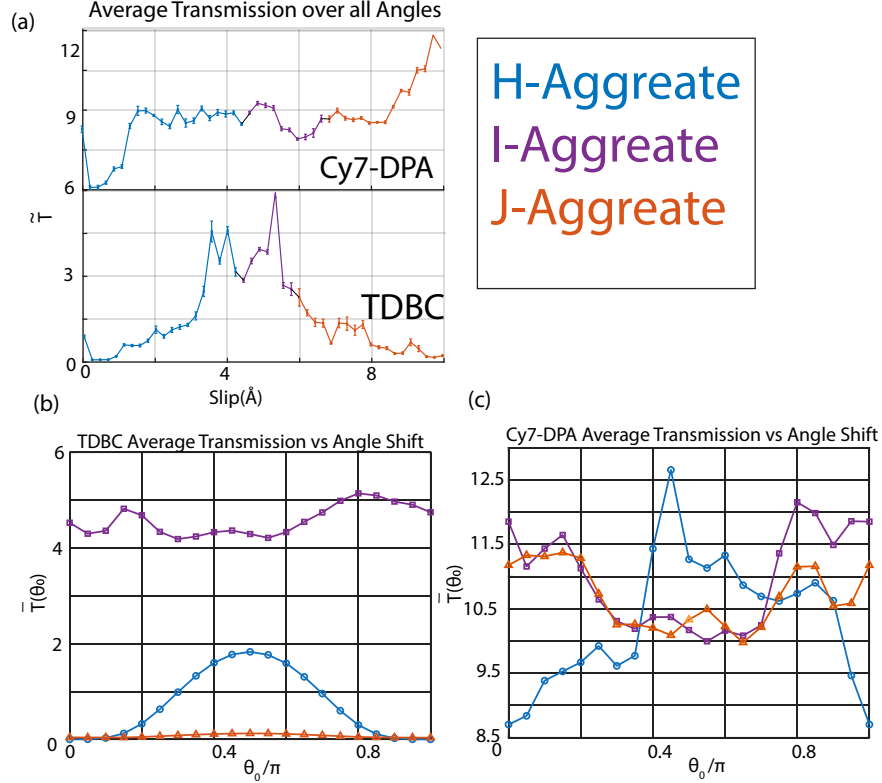 (a)
Average Transmission over all Angles
12
9
6
Cy7-DPA
T̃
3
0
TDBC
0
4
8
Slip(Å)
H-Aggreate
I-Aggreate
J-Aggreate
(b)
TDBC Average Transmission vs Angle Shift
6
4
2
0
T̅(θ₀)
0
0.4
0.8
θ₀/π
(c)
Cy7-DPA Average Transmission vs Angle Shift
12.5
11.5
10.5
9.5
8.5
T̅(θ₀)
0
0.4
0.8
θ₀/π